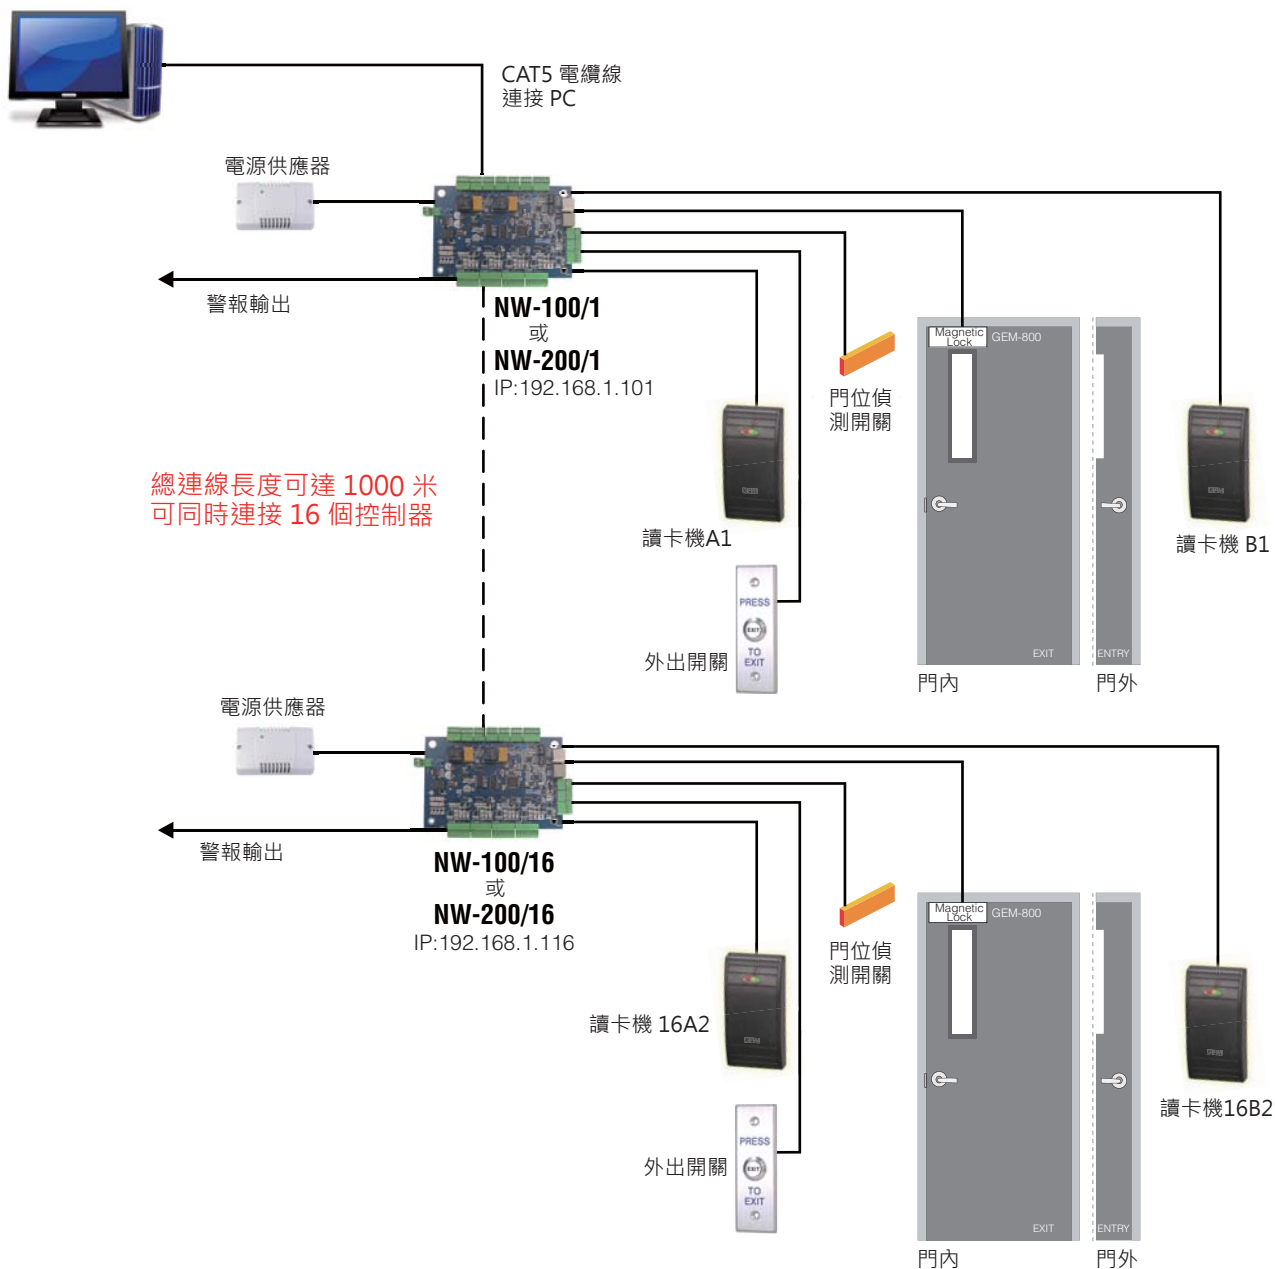 CAT5 電纜線
連接 PC
電源供應器
警報輸出
NW-100/1
或
NW-200/1
IP:192.168.1.101
Magnetic
Lock
GEM-800
門位偵
測開關
總連線長度可達 1000 米
可同時連接 16 個控制器
讀卡機A1
讀卡機 B1
PRESS
EXIT
TO
EXIT
外出開關
EXIT
ENTRY
門內
門外
電源供應器
警報輸出
NW-100/16
或
NW-200/16
IP:192.168.1.116
Magnetic
Lock
GEM-800
門位偵
測開關
讀卡機 16A2
讀卡機16B2
PRESS
EXIT
TO
EXIT
外出開關
EXIT
ENTRY
門內
門外